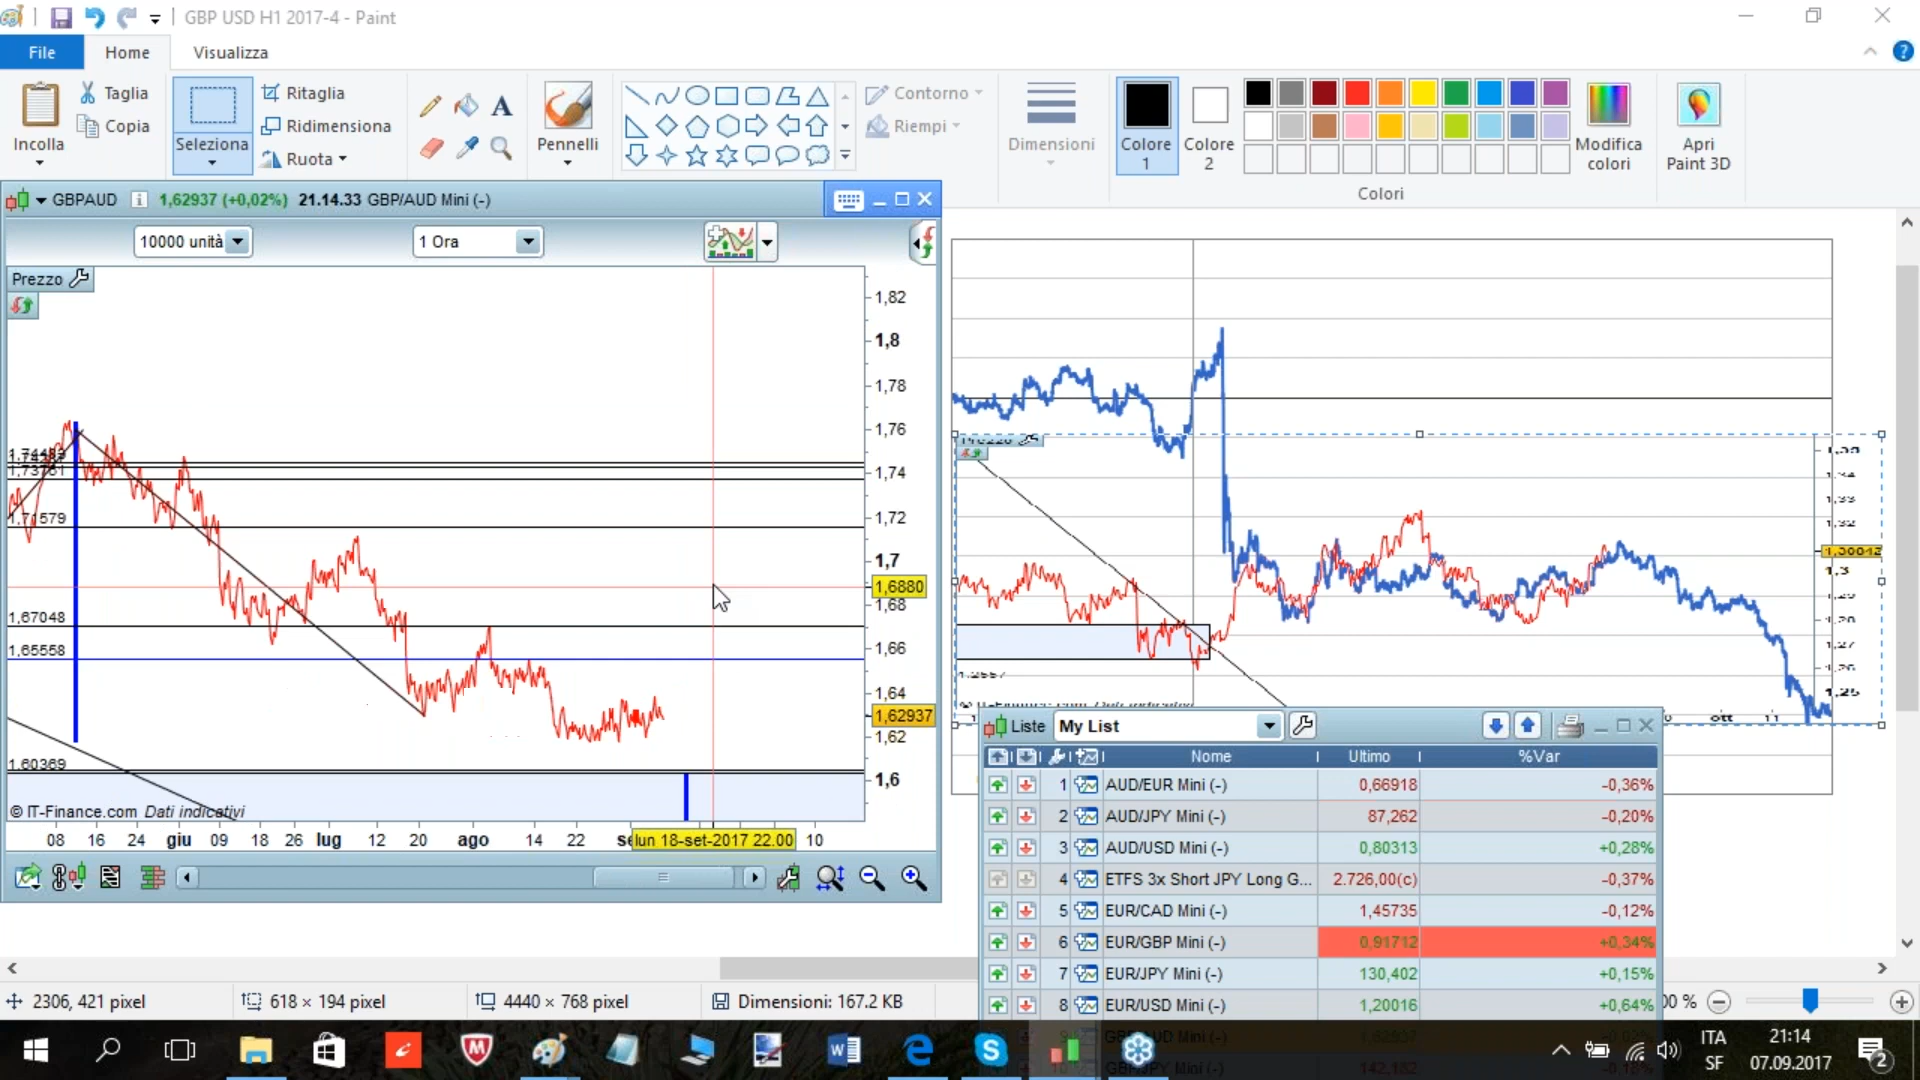 GBP USD H1 2017-4 - Paint
File
Home
Visualizza
Incolla
Taglia
Copia
Seleziona
Ritaglia
Ridimensiona
Ruota
Pennelli
Contorno
Riempi
Dimensioni
Colore 1
Colore 2
Modifica colori
Apri Paint 3D
Colori
GBPAUD 1,62937 (+0,02%) 21.14.33 GBP/AUD Mini (-)
10000 unità
1 Ora
Prezzo
1,82
1,8
1,78
1,76
1,74
1,72
1,7
1,6880
1,68
1,66
1,64
1,62937
1,62
1,6
1,73761
1,71579
1,67048
1,65558
1,60369
© IT-Finance.com Dati indicativi
08 16 24 giu 09 18 26 lug 12 20 ago 14 22 lun 18-set-2017 22.00 10
1,3
1,25
ott 11
Liste My List
Nome Ultimo %Var
1 AUD/EUR Mini (-) 0,66918 -0,36%
2 AUD/JPY Mini (-) 87,262 -0,20%
3 AUD/USD Mini (-) 0,80313 +0,28%
4 ETFS 3x Short JPY Long G... 2.726,00(c) -0,37%
5 EUR/CAD Mini (-) 1,45735 -0,12%
6 EUR/GBP Mini (-) 0,91712 +0,34%
7 EUR/JPY Mini (-) 130,402 +0,15%
8 EUR/USD Mini (-) 1,20016 +0,64%
2306, 421 pixel
618 × 194 pixel
4440 × 768 pixel
Dimensioni: 167.2 KB
00 %
ITA
SF
21:14
07.09.2017
2